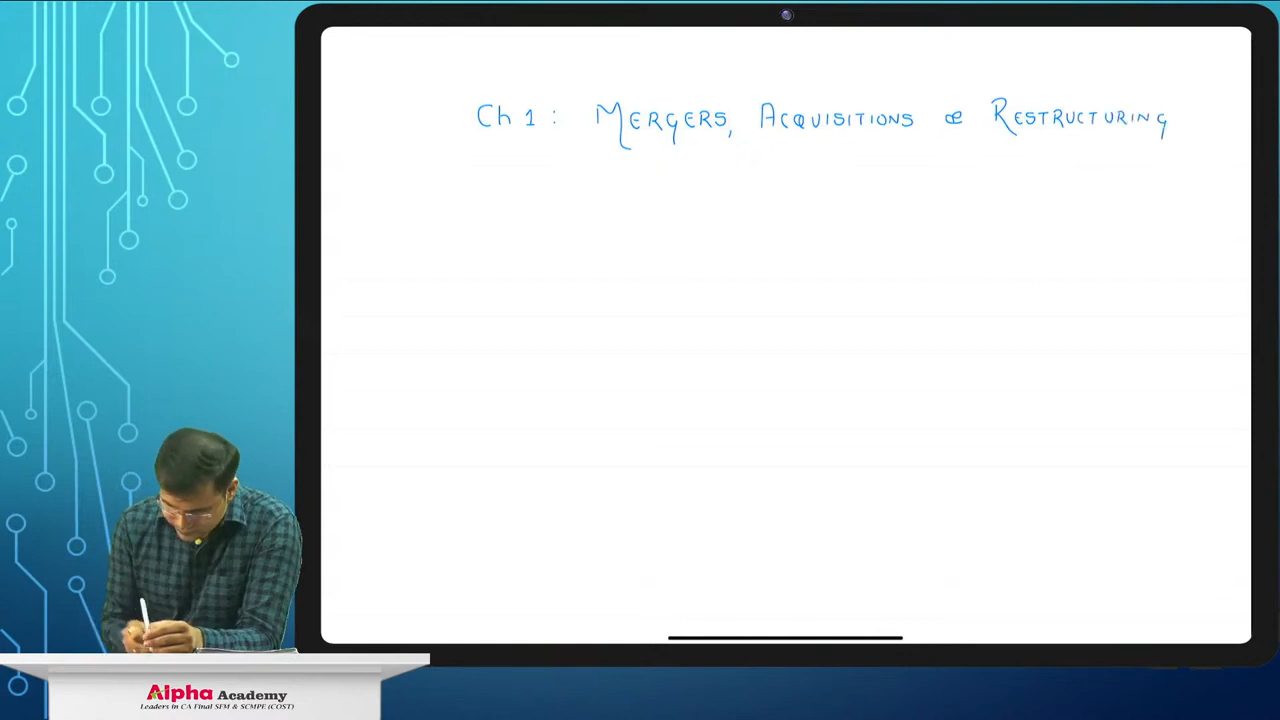 Ch 1 : MERGERS, ACQUISITIONS & RESTRUCTURING
Alpha Academy
Leaders in CA Final SFM & SCMPE (COST)